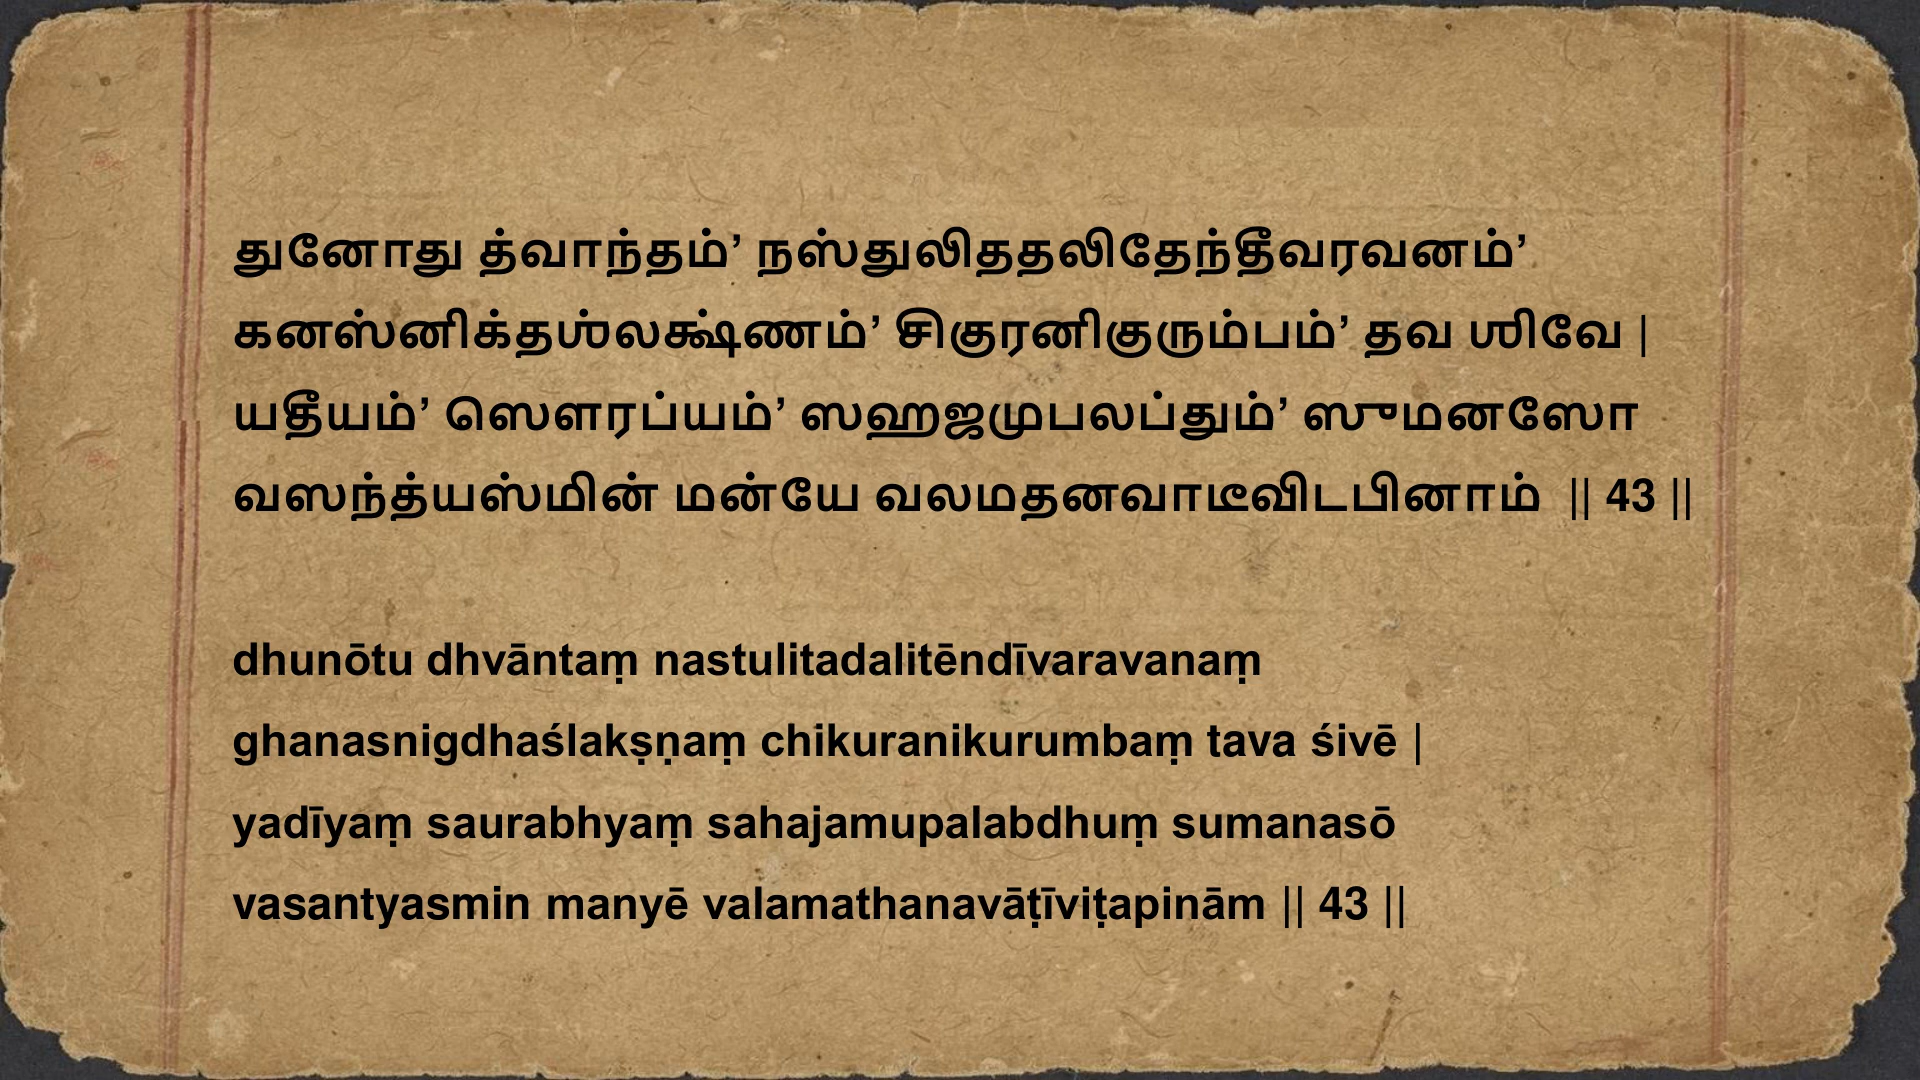 துனோது த்வாந்தம்’ நஸ்துலிததலிதேந்தீவரவனம்’
கனஸ்னிக்தஶ்லக்ஷ்ணம்’ சிகுரனிகுரும்பம்’ தவ ஶிவே |
யதீயம்’ ஸௌரப்யம்’ ஸஹஜமுபலப்தும்’ ஸுமனஸோ
வஸந்த்யஸ்மின் மன்யே வலமதனவாடீவிடபினாம் || 43 ||
dhunōtu dhvāntaṃ nastulitadalitēndīvaravanaṃ
ghanasnigdhaślakṣṇaṃ chikuranikurumbaṃ tava śivē |
yadīyaṃ saurabhyaṃ sahajamupalabdhuṃ sumanasō
vasantyasmin manyē valamathanavāṭīviṭapinām || 43 ||